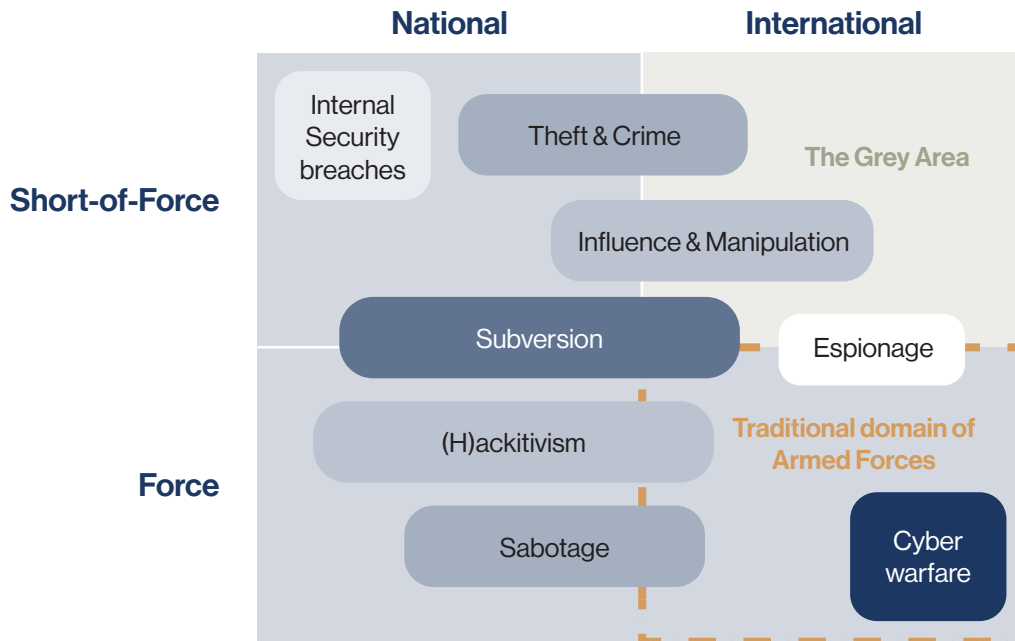 National
International
Internal
Security
breaches
Theft & Crime
The Grey Area
Short-of-Force
Influence & Manipulation
Subversion
Espionage
(H)ackitivism
Traditional domain of
Armed Forces
Force
Sabotage
Cyber
warfare